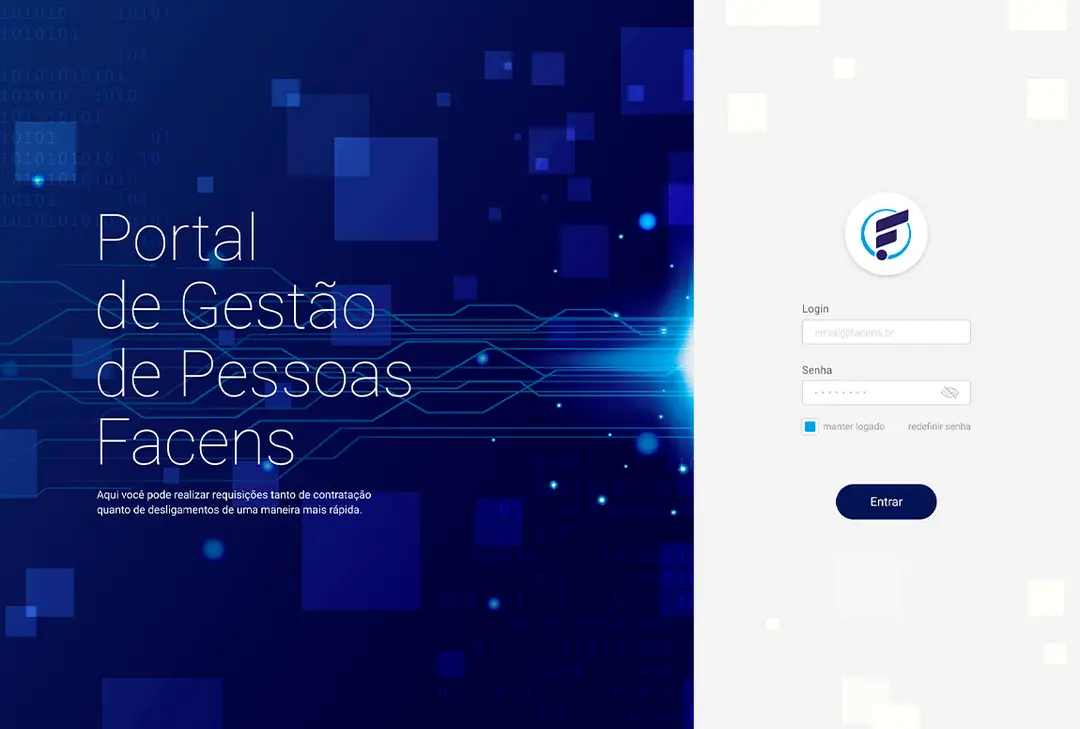 Portal
de Gestão
de Pessoas
Facens
Aqui você pode realizar requisições tanto de contratação
quanto de desligamentos de uma maneira mais rápida.
Login
email@facens.br
Senha
manter logado
redefinir senha
Entrar